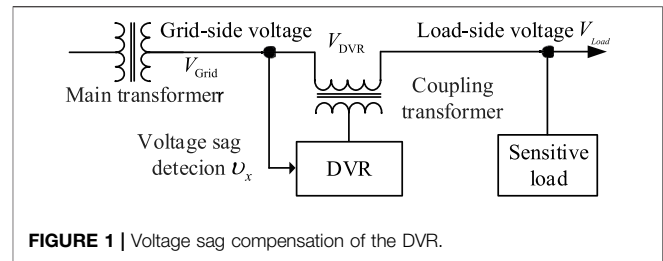 Grid-side voltage
Load-side voltage V_Load
V_DVR
V_Grid
Main transformer
Coupling
transformer
Voltage sag
detecion υ_x
DVR
Sensitive
load
FIGURE 1 | Voltage sag compensation of the DVR.